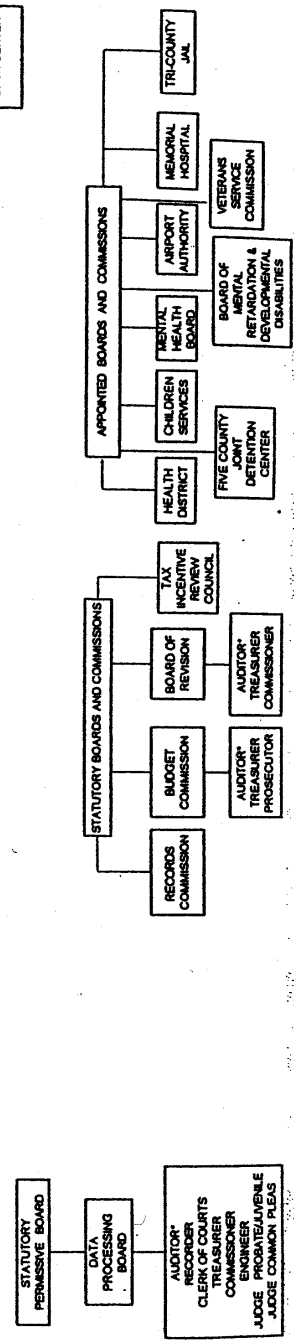 STATUTORY
PERMISSIVE BOARD
DATA
PROCESSING
BOARD
AUDITOR*
RECORDER
CLERK OF COURTS
TREASURER
COMMISSIONER
ENGINEER
JUDGE PROBATE/JUVENILE
JUDGE COMMON PLEAS
STATUTORY BOARDS AND COMMISSIONS
RECORDS
COMMISSION
BUDGET
COMMISSION
BOARD OF
REVISION
TAX
INCENTIVE
REVIEW
COUNCIL
AUDITOR*
TREASURER
PROSECUTOR
AUDITOR*
TREASURER
COMMISSIONER
APPOINTED BOARDS AND COMMISSIONS
HEALTH
DISTRICT
CHILDREN
SERVICES
MENTAL
HEALTH
BOARD
AIRPORT
AUTHORITY
MEMORIAL
HOSPITAL
TRI-COUNTY
JAIL
FIVE COUNTY
JOINT
DETENTION
CENTER
BOARD OF
MENTAL
RETARDATION &
DEVELOPMENTAL
DISABILITIES
VETERANS
SERVICE
COMMISSION